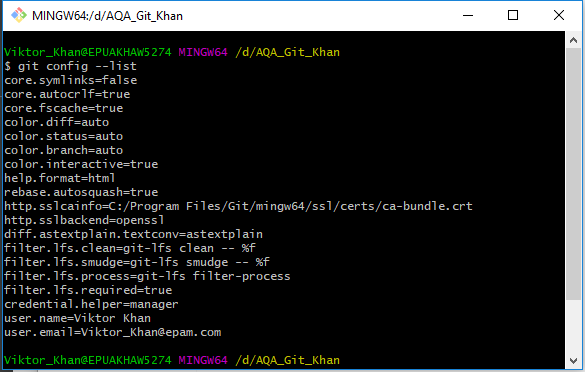 MINGW64:/d/AQA_Git_Khan
Viktor_Khan@EPUAKHAW5274 MINGW64 /d/AQA_Git_Khan
$ git config --list
core.symlinks=false
core.autocrlf=true
core.fscache=true
color.diff=auto
color.status=auto
color.branch=auto
color.interactive=true
help.format=html
rebase.autosquash=true
http.sslcainfo=C:/Program Files/Git/mingw64/ssl/certs/ca-bundle.crt
http.sslbackend=openssl
diff.astextplain.textconv=astextplain
filter.lfs.clean=git-lfs clean -- %f
filter.lfs.smudge=git-lfs smudge -- %f
filter.lfs.process=git-lfs filter-process
filter.lfs.required=true
credential.helper=manager
user.name=Viktor Khan
user.email=Viktor_Khan@epam.com
Viktor_Khan@EPUAKHAW5274 MINGW64 /d/AQA_Git_Khan